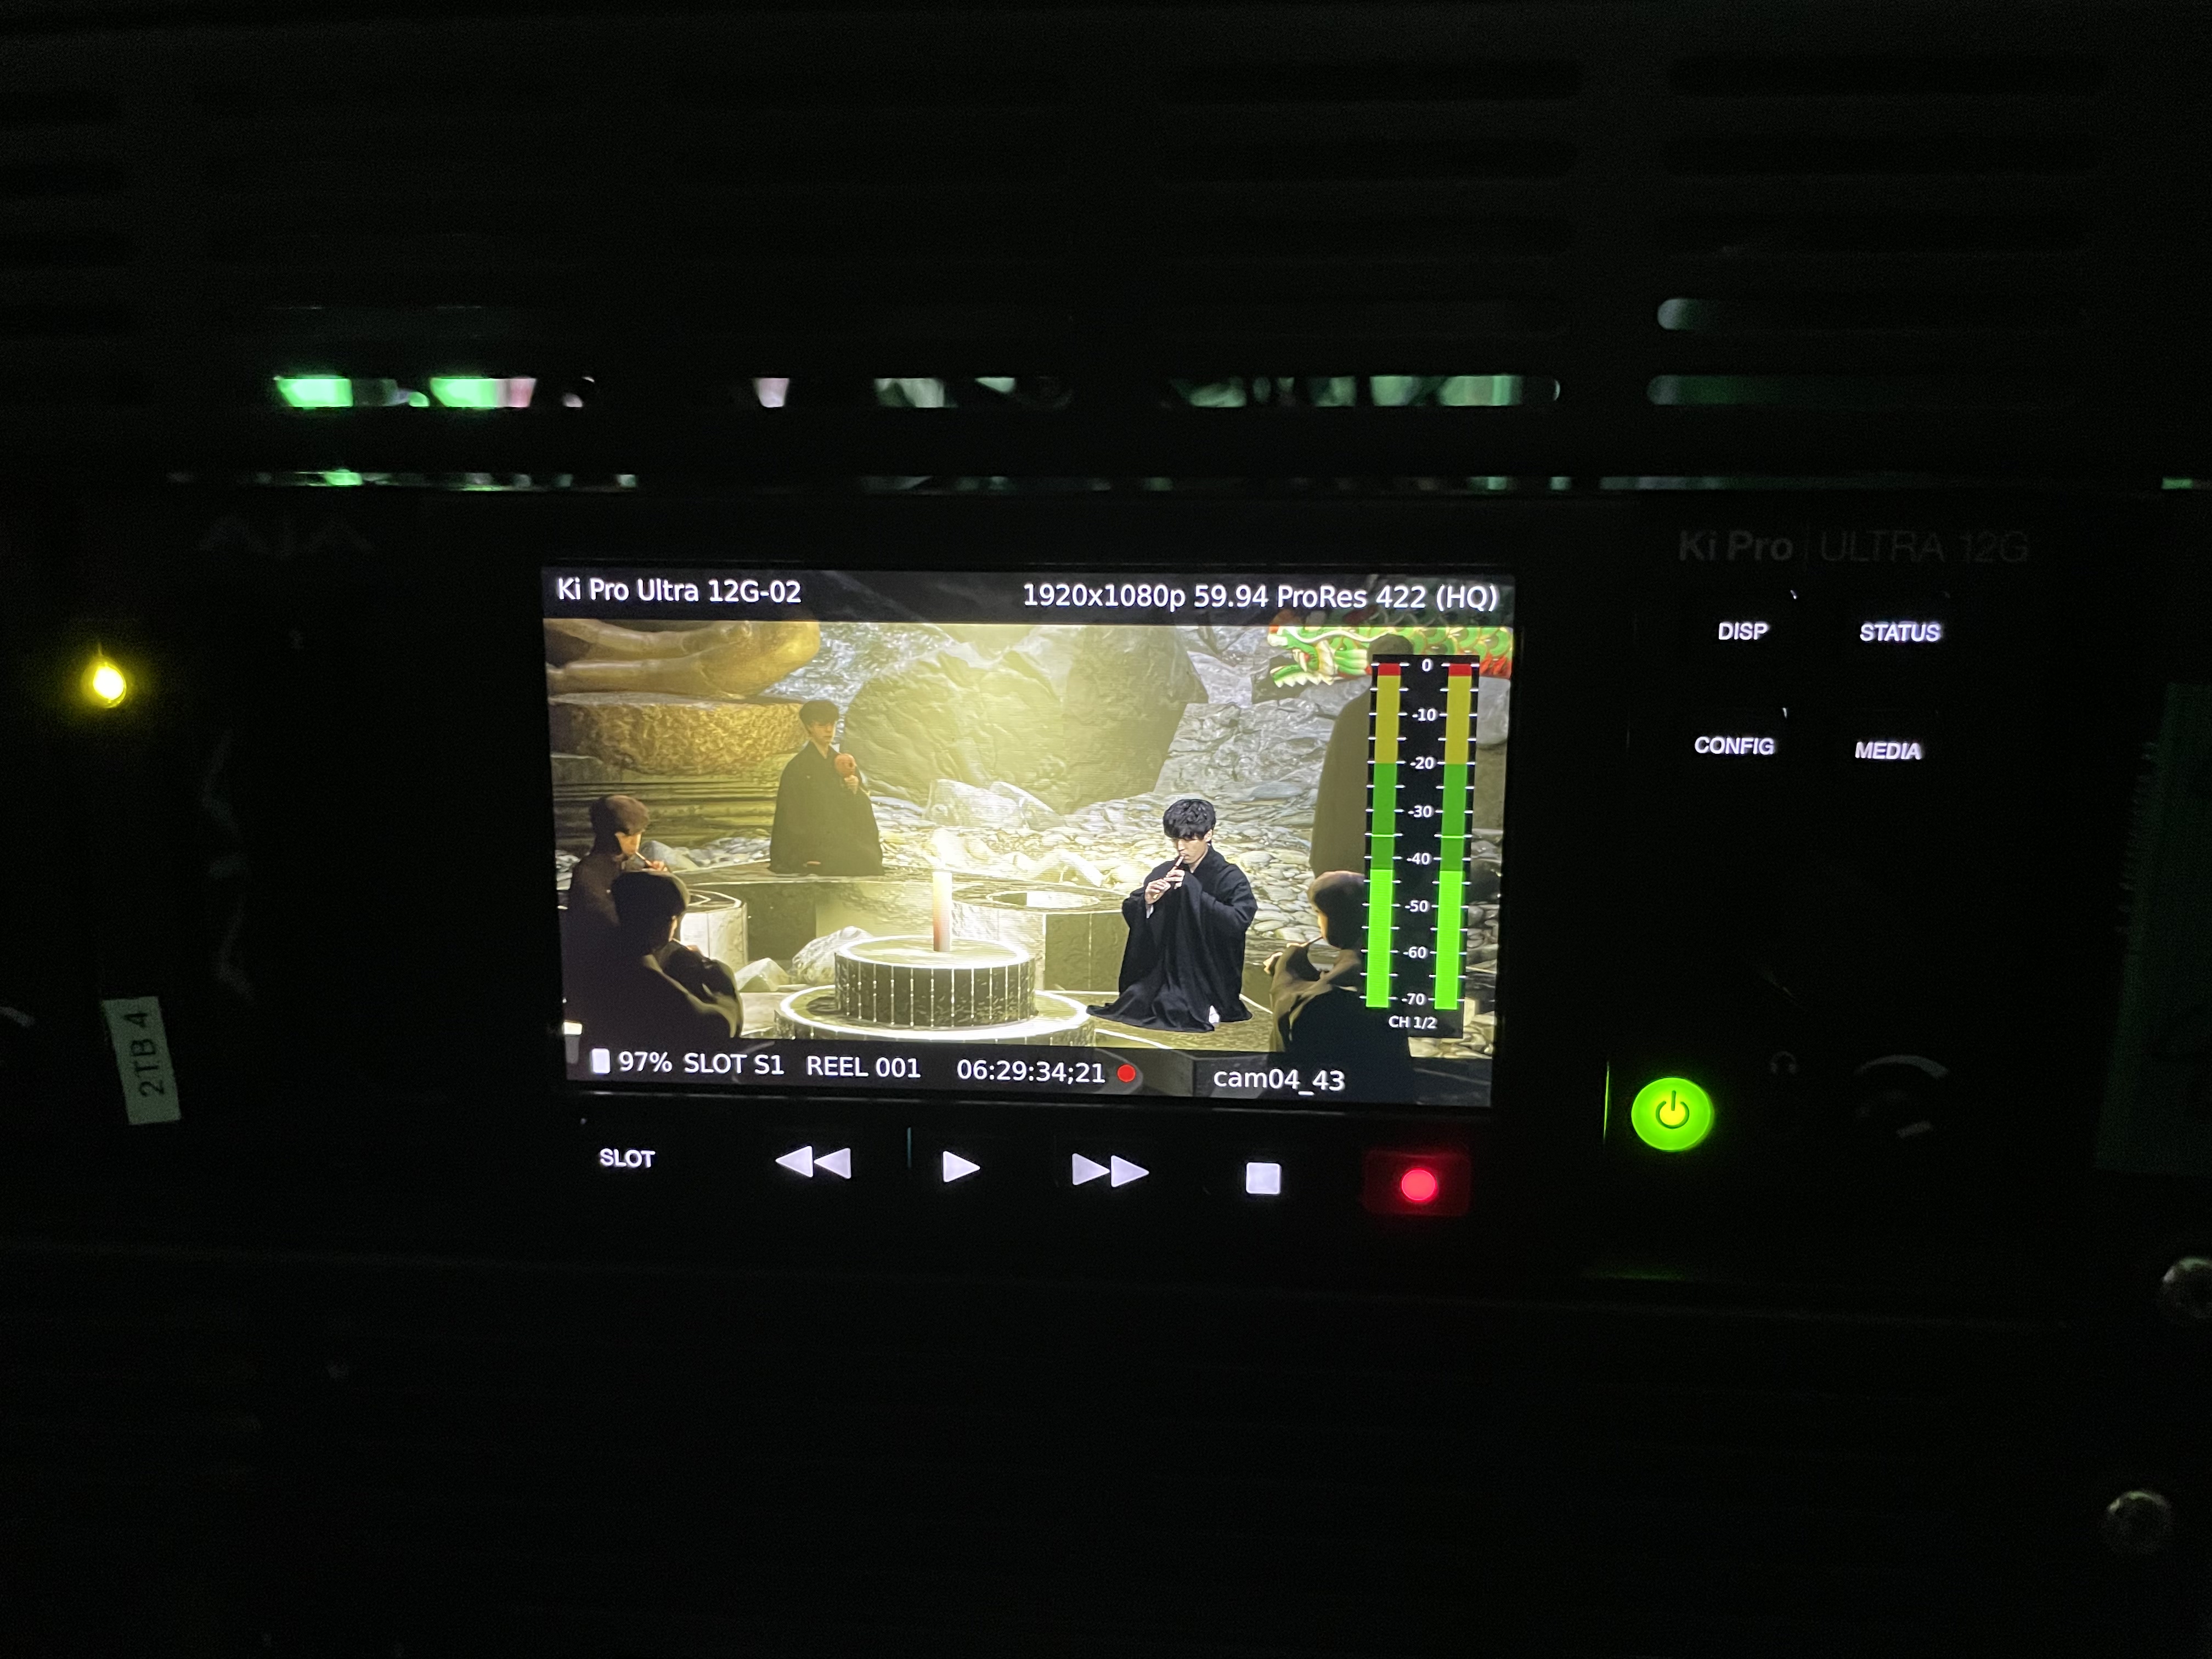 AJA
Ki Pro ULTRA 12G
Ki Pro Ultra 12G-02
1920x1080p 59.94 ProRes 422 (HQ)
DISP
STATUS
CONFIG
MEDIA
0
-10
-20
-30
-40
-50
-60
-70
CH 1/2
2TB 4
97% SLOT S1 REEL 001 06:29:34;21 cam04_43
SLOT